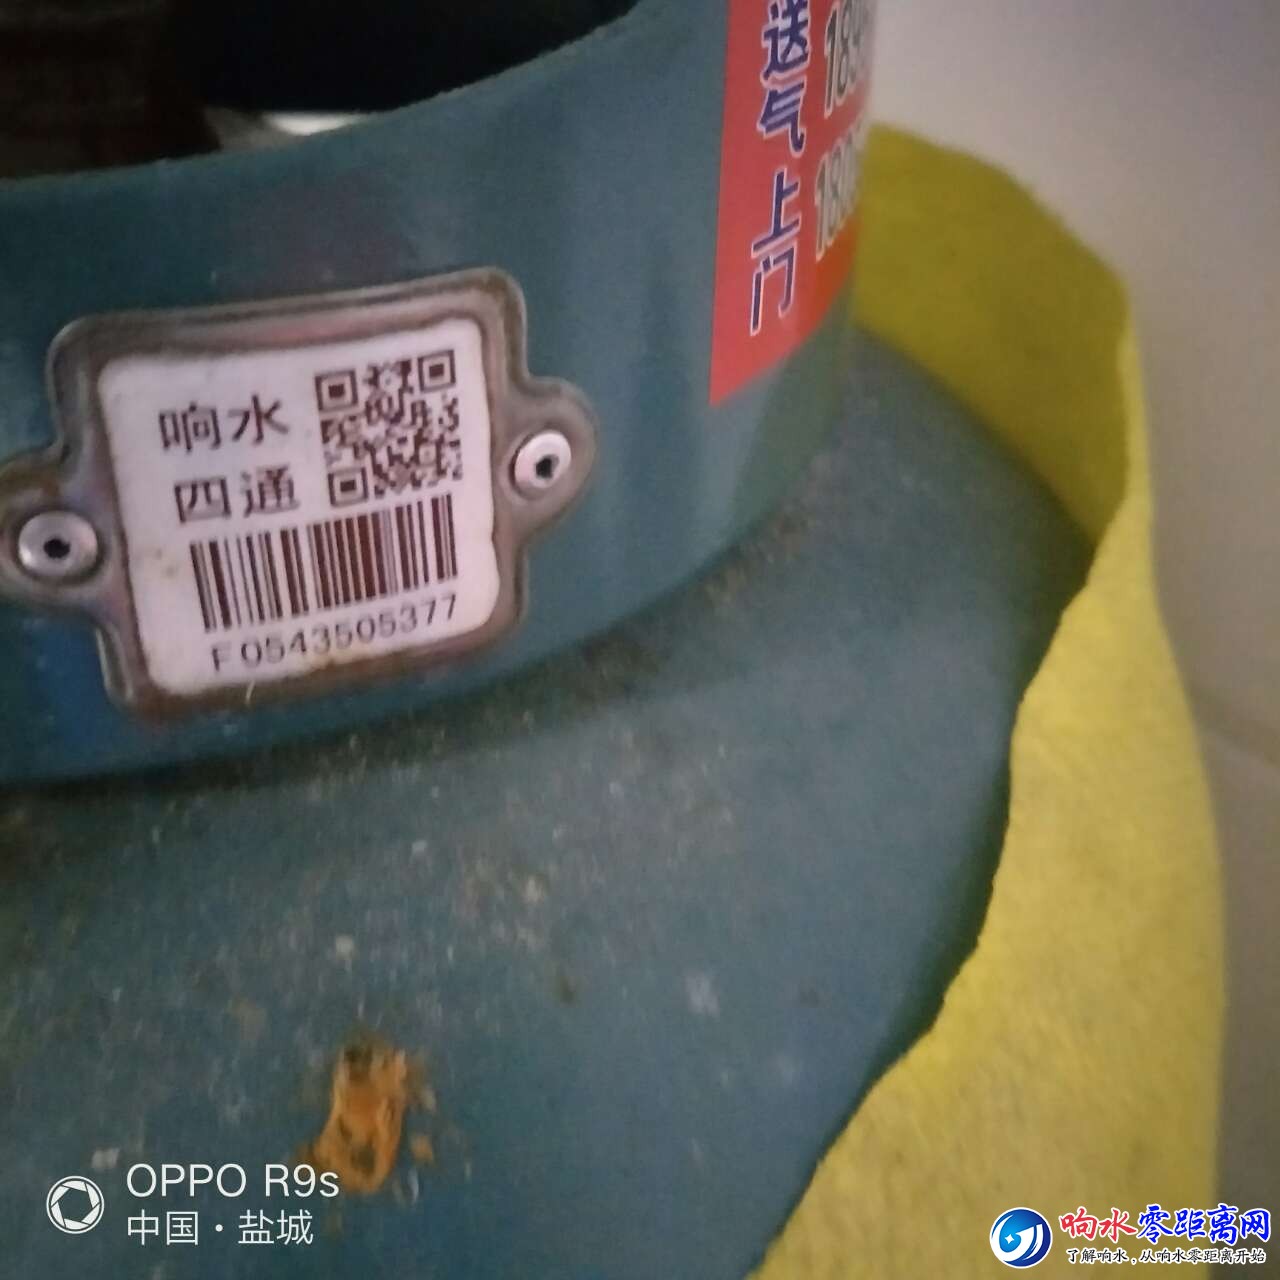 送气上门
响水
四通
F0543505377
OPPO R9s
中国·盐城
响水零距离网
了解响水,从响水零距离开始